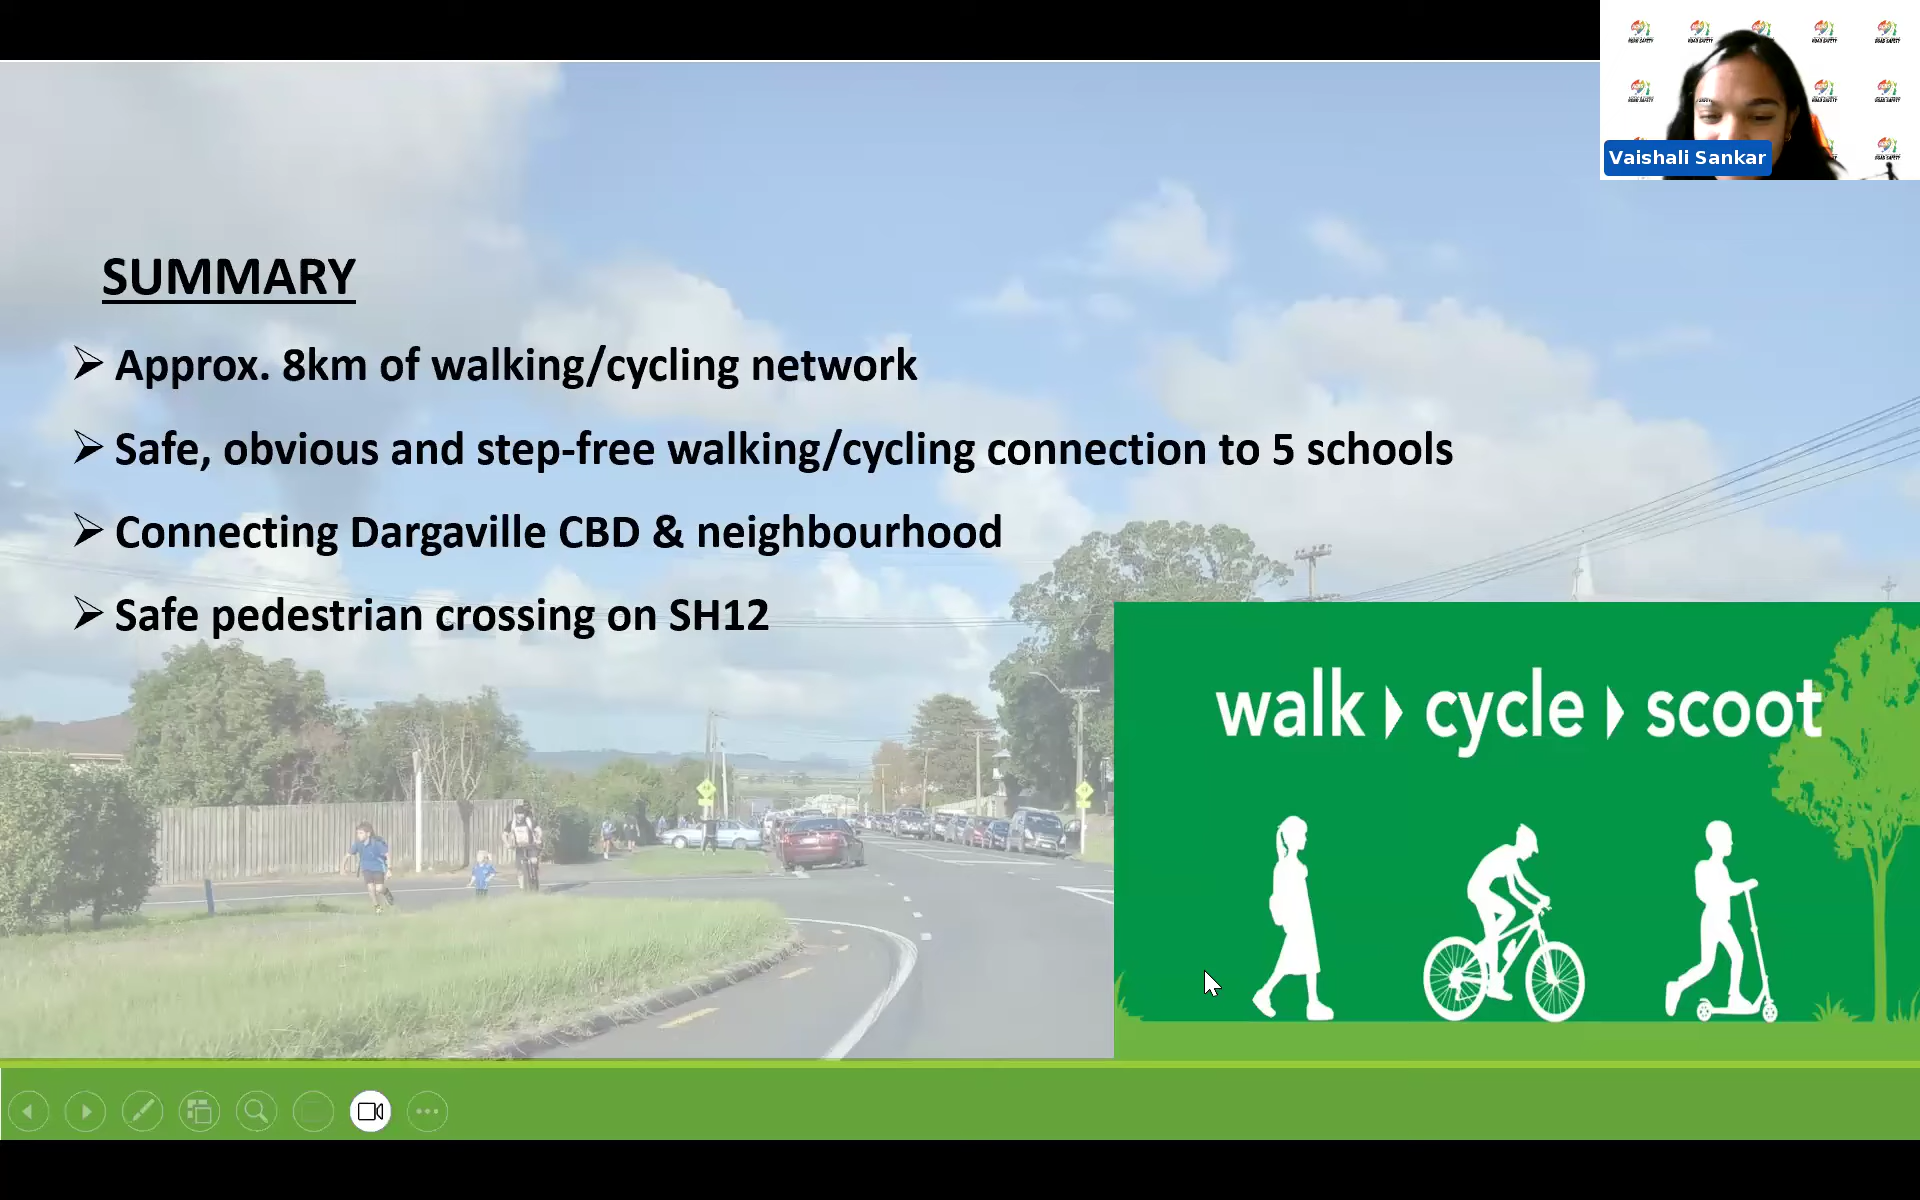 Vaishali Sankar
SUMMARY
Approx. 8km of walking/cycling network
Safe, obvious and step-free walking/cycling connection to 5 schools
Connecting Dargaville CBD & neighbourhood
Safe pedestrian crossing on SH12
walk cycle scoot